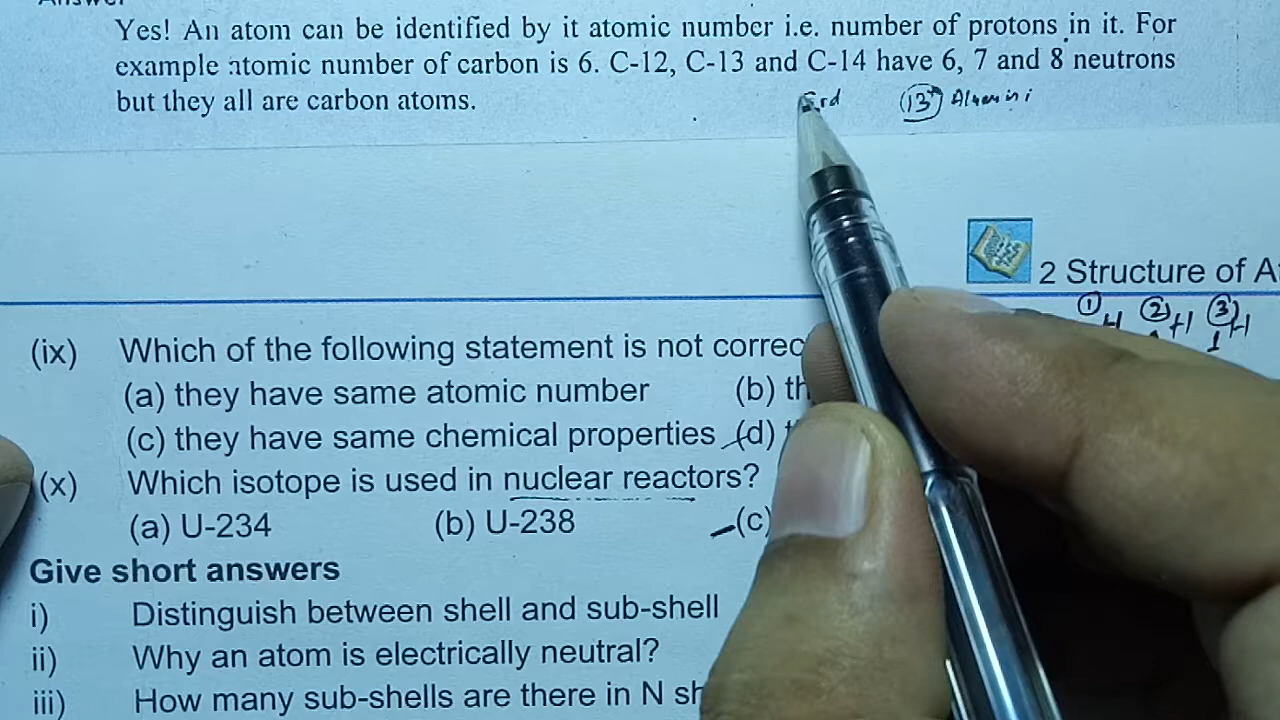 Yes! An atom can be identified by it atomic number i.e. number of protons in it. For
example atomic number of carbon is 6. C-12, C-13 and C-14 have 6, 7 and 8 neutrons
but they all are carbon atoms.
13
2 Structure of A
1 H 2 H 3 H
1
(ix) Which of the following statement is not correc
(a) they have same atomic number (b) th
(c) they have same chemical properties (d)
(x) Which isotope is used in nuclear reactors?
(a) U-234 (b) U-238 (c)
Give short answers
i) Distinguish between shell and sub-shell
ii) Why an atom is electrically neutral?
iii) How many sub-shells are there in N sh